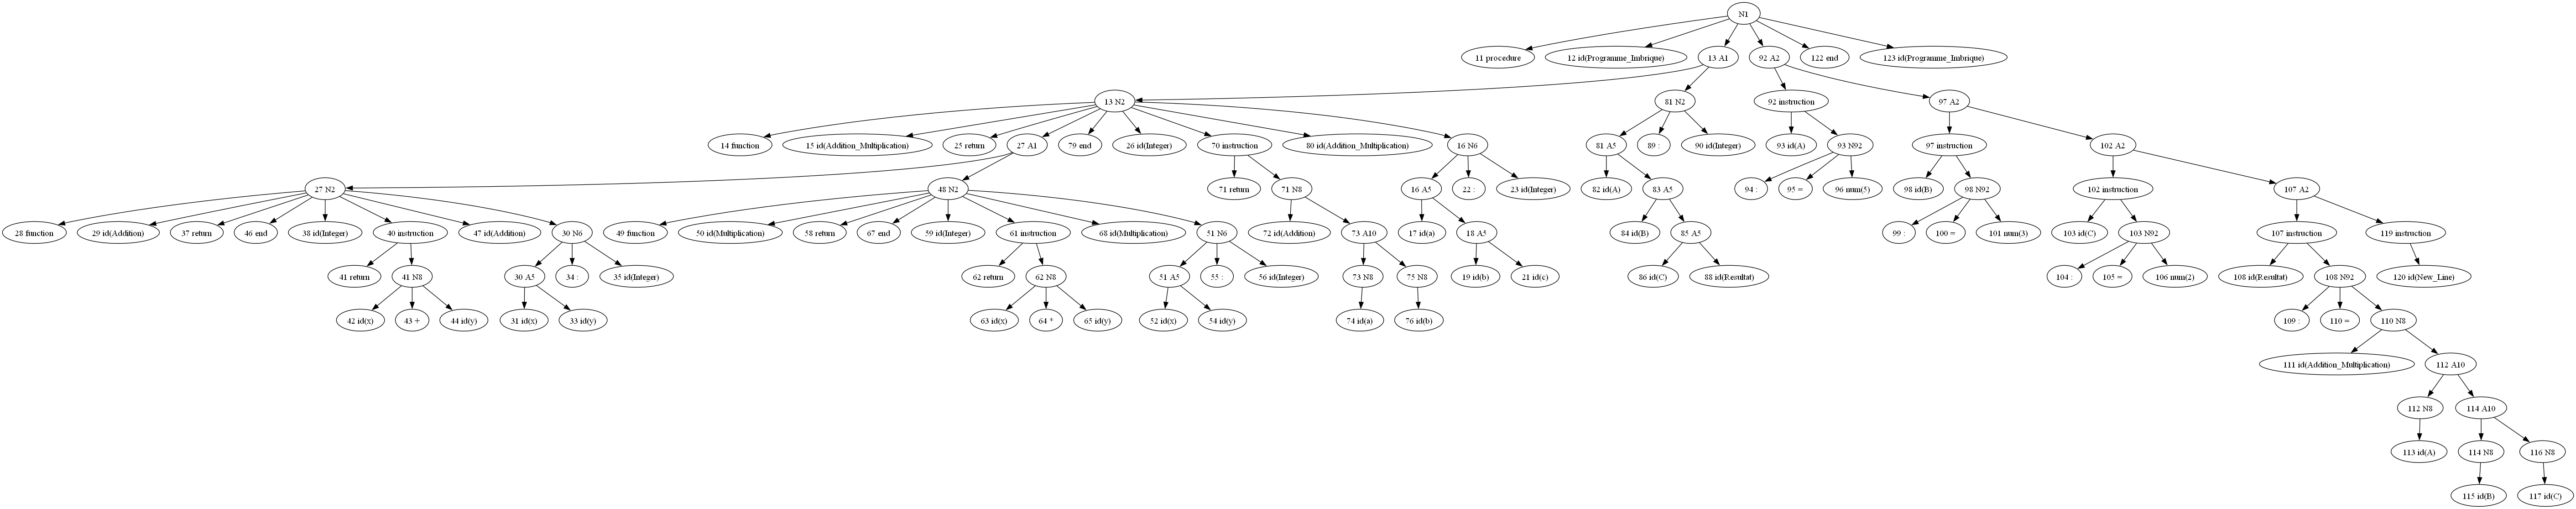 N1
11 procedure
12 id(Programme_Imbrique)
13 A1
92 A2
122 end
123 id(Programme_Imbrique)
13 N2
81 N2
92 instruction
97 A2
14 function
15 id(Addition_Multiplication)
25 return
27 A1
79 end
26 id(Integer)
70 instruction
80 id(Addition_Multiplication)
16 N6
81 A5
89 :
90 id(Integer)
93 id(A)
93 N92
97 instruction
102 A2
27 N2
48 N2
71 return
71 N8
16 A5
22 :
23 id(Integer)
82 id(A)
83 A5
94 :
95 =
96 num(5)
98 id(B)
98 N92
102 instruction
107 A2
28 function
29 id(Addition)
37 return
46 end
38 id(Integer)
40 instruction
47 id(Addition)
30 N6
49 function
50 id(Multiplication)
58 return
67 end
59 id(Integer)
61 instruction
68 id(Multiplication)
51 N6
72 id(Addition)
73 A10
17 id(a)
18 A5
84 id(B)
85 A5
99 :
100 =
101 num(3)
103 id(C)
103 N92
107 instruction
119 instruction
41 return
41 N8
30 A5
34 :
35 id(Integer)
62 return
62 N8
51 A5
55 :
56 id(Integer)
73 N8
75 N8
19 id(b)
21 id(c)
86 id(C)
88 id(Resultat)
104 :
105 =
106 num(2)
108 id(Resultat)
108 N92
120 id(New_Line)
42 id(x)
43 +
44 id(y)
31 id(x)
33 id(y)
63 id(x)
64 *
65 id(y)
52 id(x)
54 id(y)
74 id(a)
76 id(b)
109 :
110 =
110 N8
111 id(Addition_Multiplication)
112 A10
112 N8
114 A10
113 id(A)
114 N8
116 N8
115 id(B)
117 id(C)